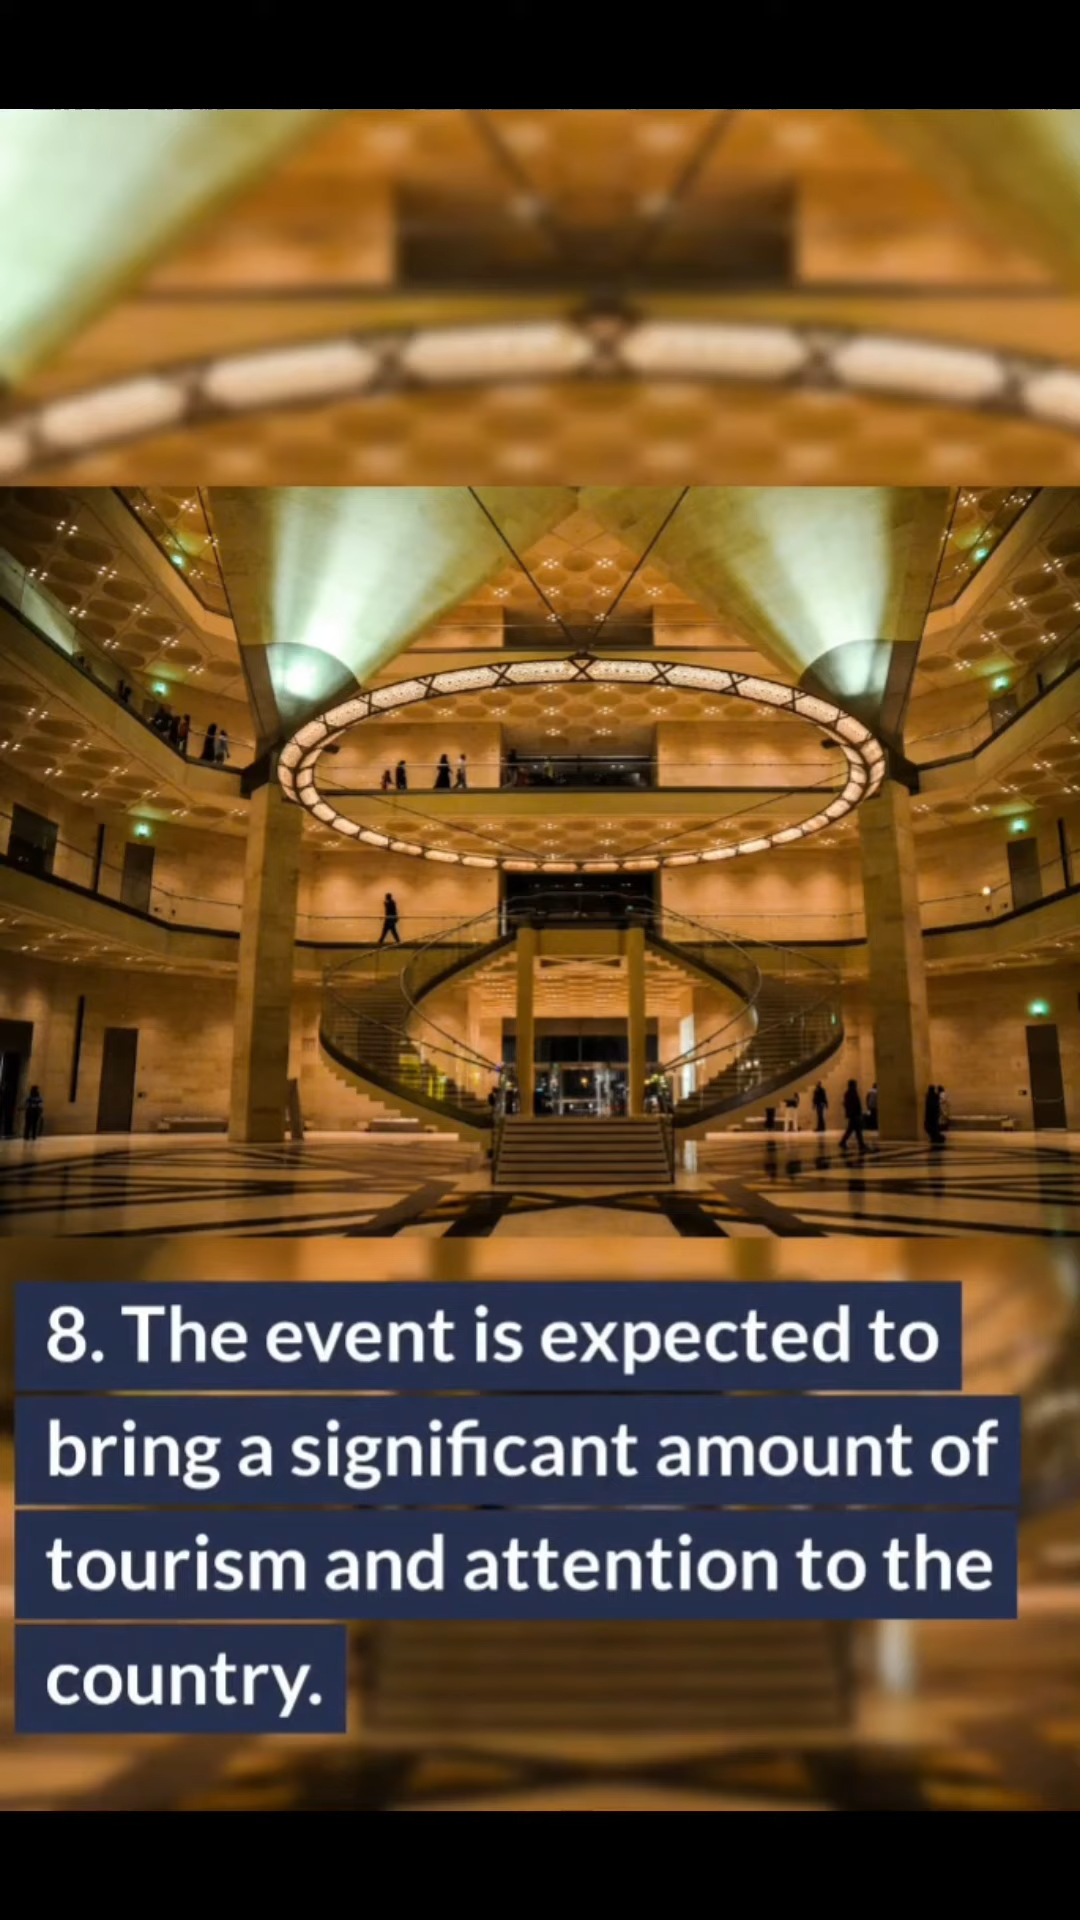 8. The event is expected to
bring a significant amount of
tourism and attention to the
country.